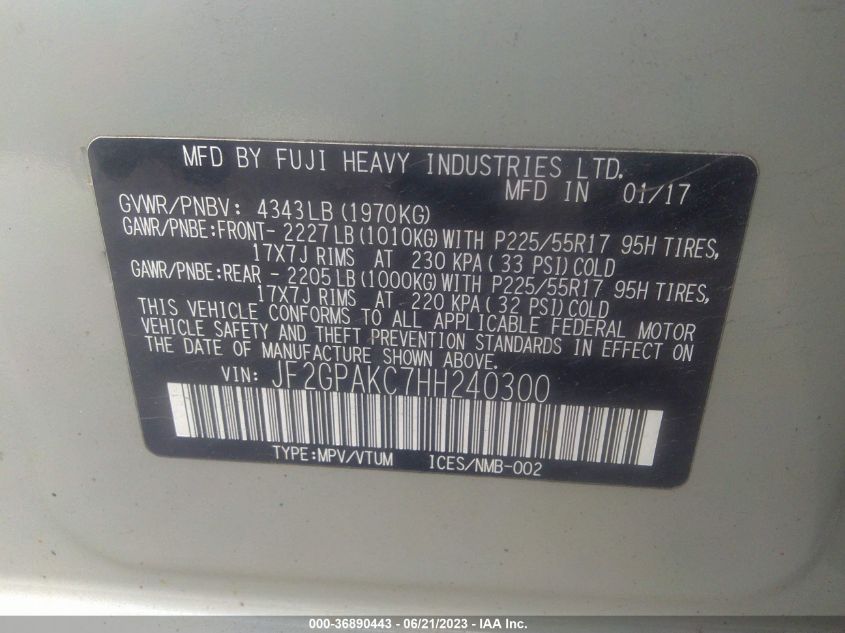 MFD BY FUJI HEAVY INDUSTRIES LTD.
MFD IN 01/17
GVWR/PNBV: 4343LB (1970KG)
GAWR/PNBE:FRONT- 2227LB (1010KG) WITH P225/55R17 95H TIRES,
17X7J RIMS AT 230 KPA( 33 PSI) COLD
GAWR/PNBE:REAR - 2205LB (1000KG) WITH P225/55R17 95H TIRES,
17X7J RIMS AT 220 KPA( 32 PSI) COLD
THIS VEHICLE CONFORMS TO ALL APPLICABLE FEDERAL MOTOR
VEHICLE SAFETY AND THEFT PREVENTION STANDARDS IN EFFECT ON
THE DATE OF MANUFACTURE SHOWN ABOVE.
VIN: JF2GPAKC7HH240300
TYPE:MPV/VTUM ICES/NMB-002
000-36890443 - 06/21/2023 - IAA Inc.